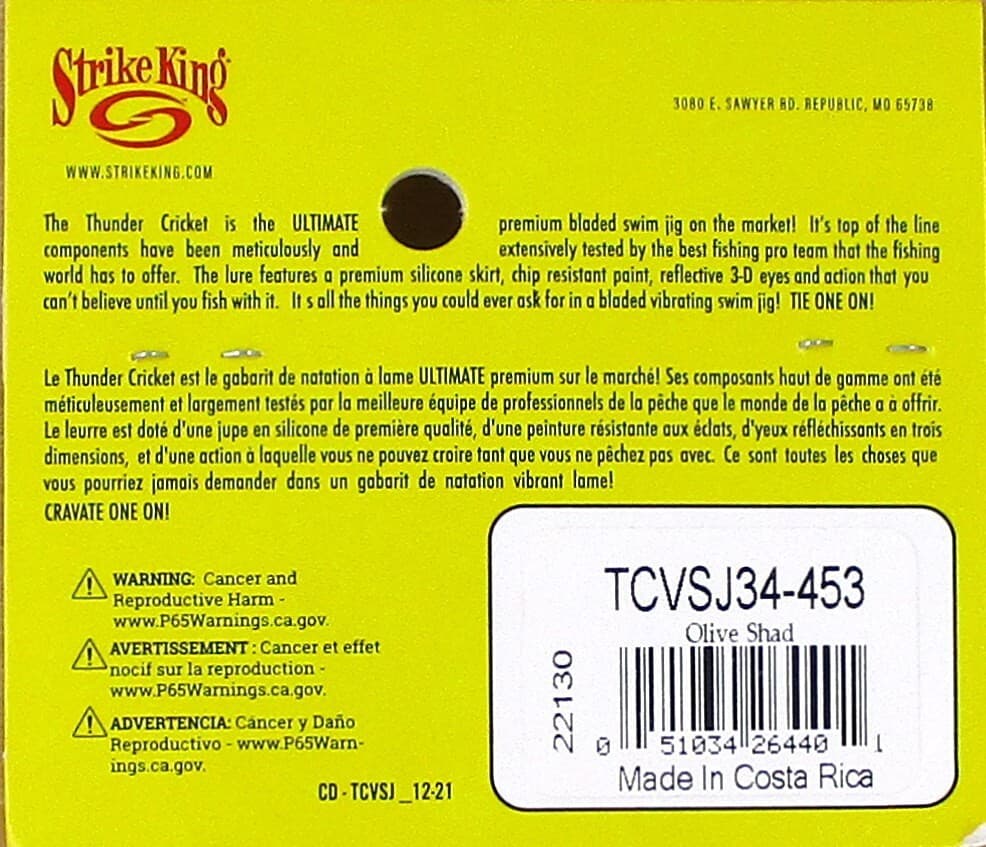 Strike King
3080 E. SAWYER RD. REPUBLIC, MO 65738
WWW.STRIKEKING.COM
The Thunder Cricket is the ULTIMATE premium bladed swim jig on the market! It's top of the line
components have been meticulously and extensively tested by the best fishing pro team that the fishing
world has to offer. The lure features a premium silicone skirt, chip resistant paint, reflective 3-D eyes and action that you
can't believe until you fish with it. It s all the things you could ever ask for in a bladed vibrating swim jig! TIE ONE ON!
Le Thunder Cricket est le gabarit de natation à lame ULTIMATE premium sur le marché! Ses composants haut de gamme ont été
méticuleusement et largement testés par la meilleure équipe de professionnels de la pêche que le monde de la pêche a à offrir.
Le leurre est doté d'une jupe en silicone de première qualité, d'une peinture résistante aux éclats, d'yeux réfléchissants en trois
dimensions, et d'une action à laquelle vous ne pouvez croire tant que vous ne pêchez pas avec. Ce sont toutes les choses que
vous pourriez jamais demander dans un gabarit de natation vibrant lame!
CRAVATE ONE ON!
WARNING: Cancer and
Reproductive Harm -
www.P65Warnings.ca.gov.
AVERTISSEMENT : Cancer et effet
nocif sur la reproduction -
www.P65Warnings.ca.gov.
ADVERTENCIA: Cáncer y Daño
Reproductivo - www.P65Warn-
ings.ca.gov.
CD - TCVSJ _12-21
TCVSJ34-453
Olive Shad
22130
0 51034 26440 1
Made In Costa Rica